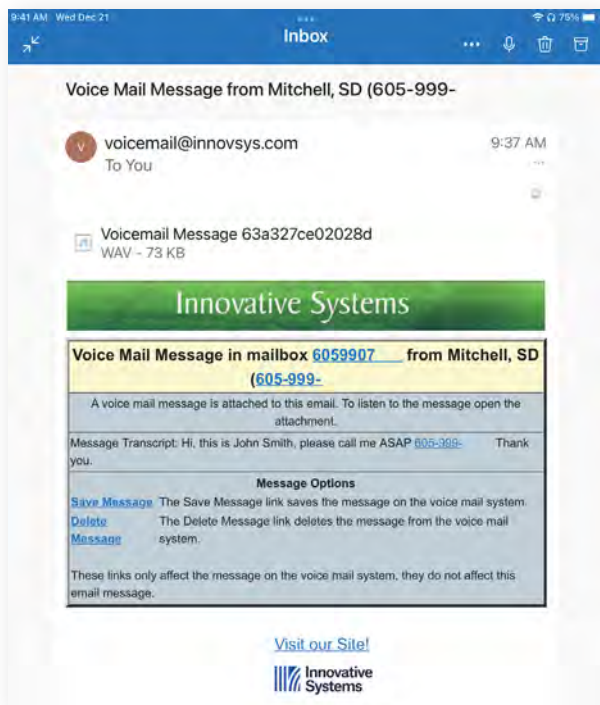 9:41 AM Wed Dec 21
75%
Inbox
Voice Mail Message from Mitchell, SD (605-999-
V
voicemail@innovsys.com
9:37 AM
To You
Voicemail Message 63a327ce02028d
WAV - 73 KB
Innovative Systems
Voice Mail Message in mailbox 6059907 from Mitchell, SD
(605-999-
A voice mail message is attached to this email. To listen to the message open the
attachment.
Message Transcript: Hi, this is John Smith, please call me ASAP 605-999- Thank
you.
Message Options
Save Message The Save Message link saves the message on the voice mail system.
Delete The Delete Message link deletes the message from the voice mail
Message system.
These links only affect the message on the voice mail system, they do not affect this
email message.
Visit our Site!
Innovative
Systems